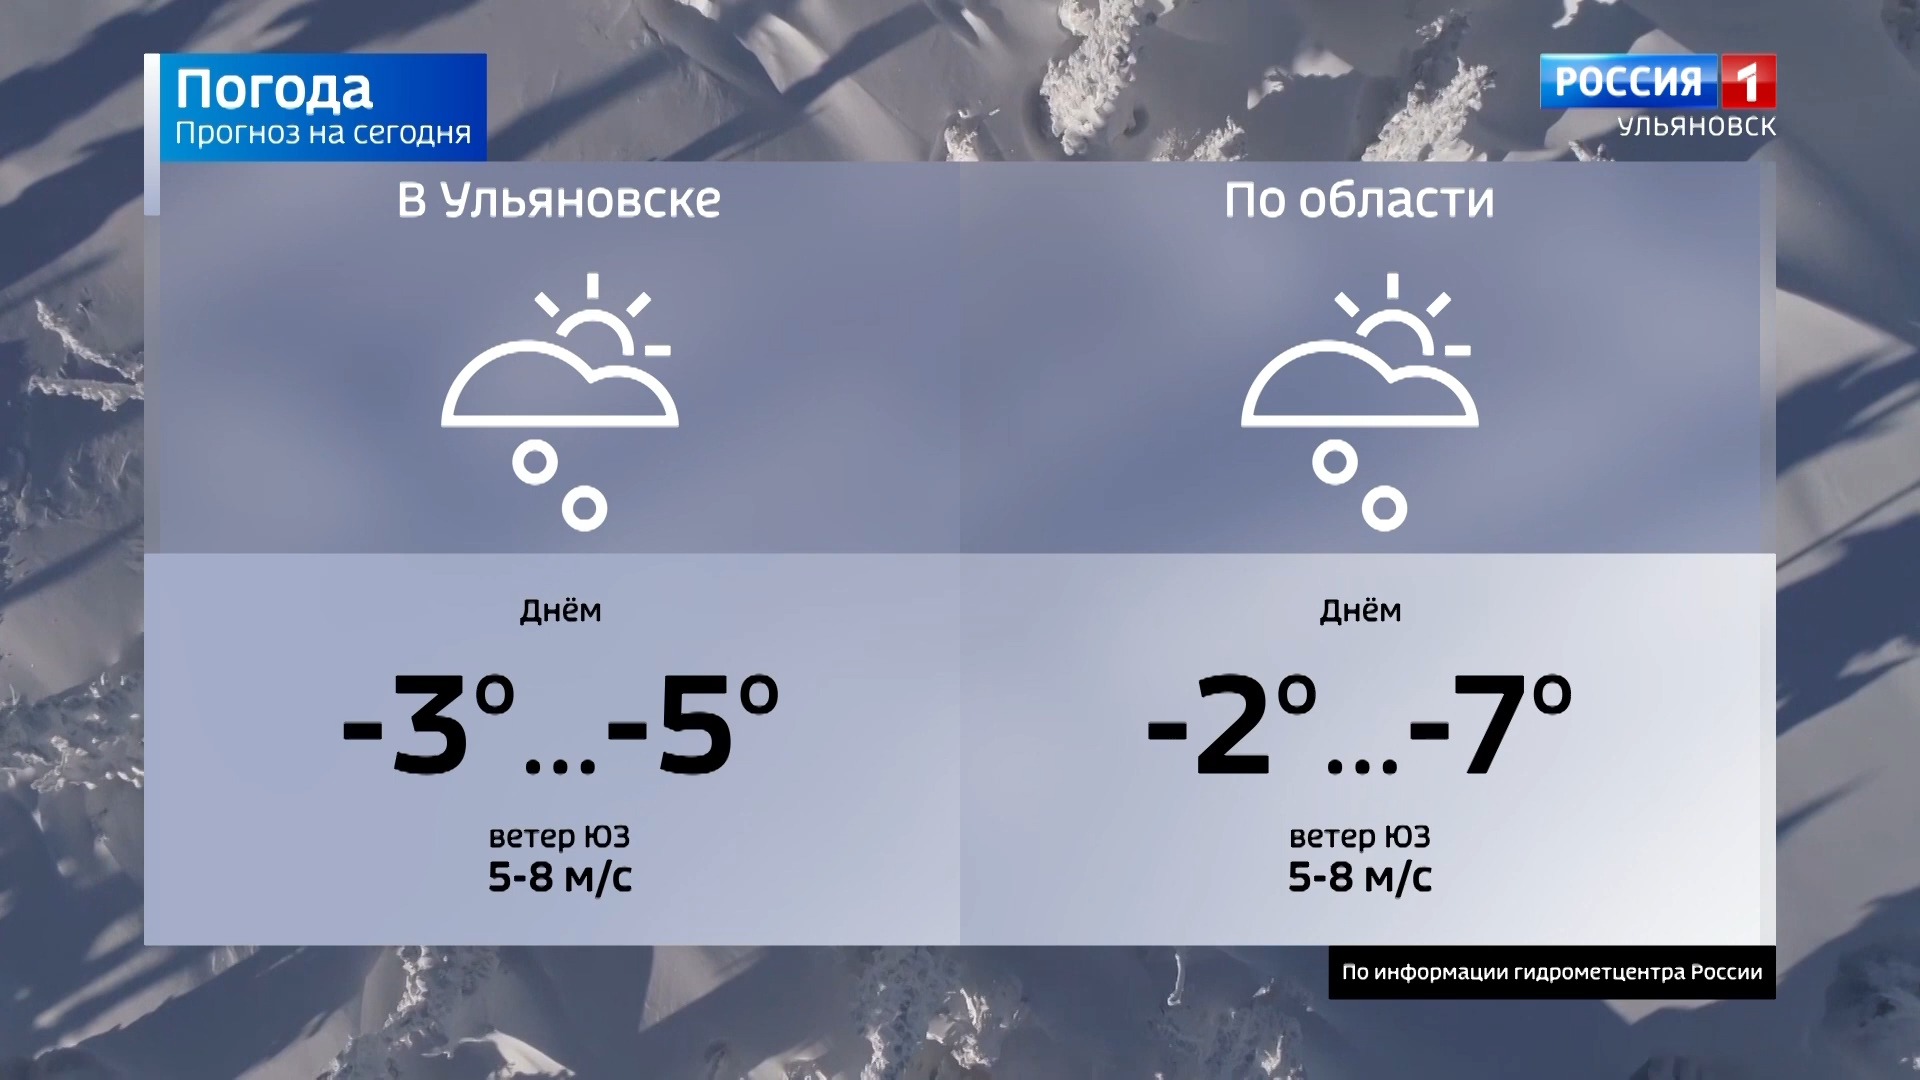 Погода
Прогноз на сегодня
РОССИЯ 1
УЛЬЯНОВСК
В Ульяновске
По области
Днём
Днём
-3°...-5°
-2°...-7°
ветер ЮЗ
5-8 м/с
ветер ЮЗ
5-8 м/с
По информации гидрометцентра России